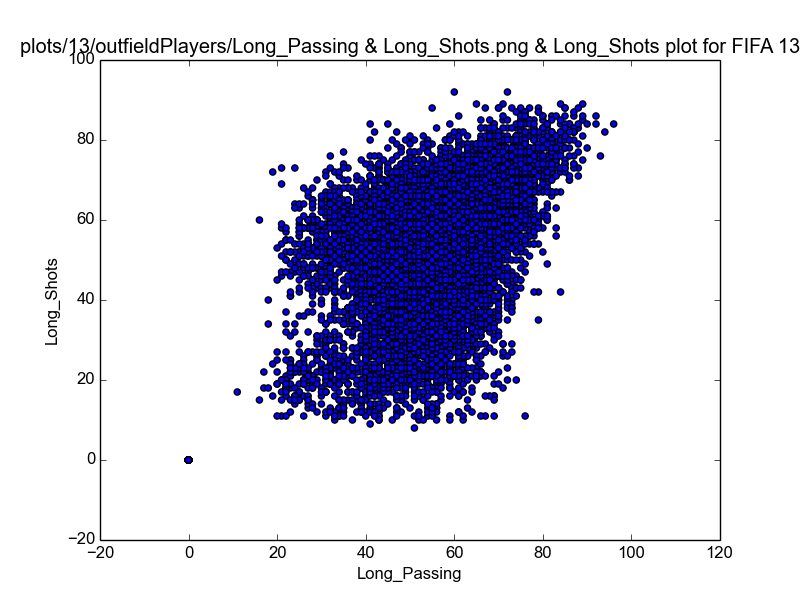 plots/13/outfieldPlayers/Long_Passing & Long_Shots.png & Long_Shots plot for FIFA 13
100
80
60
40
20
0
−20
Long_Shots
−20 0 20 40 60 80 100 120
Long_Passing